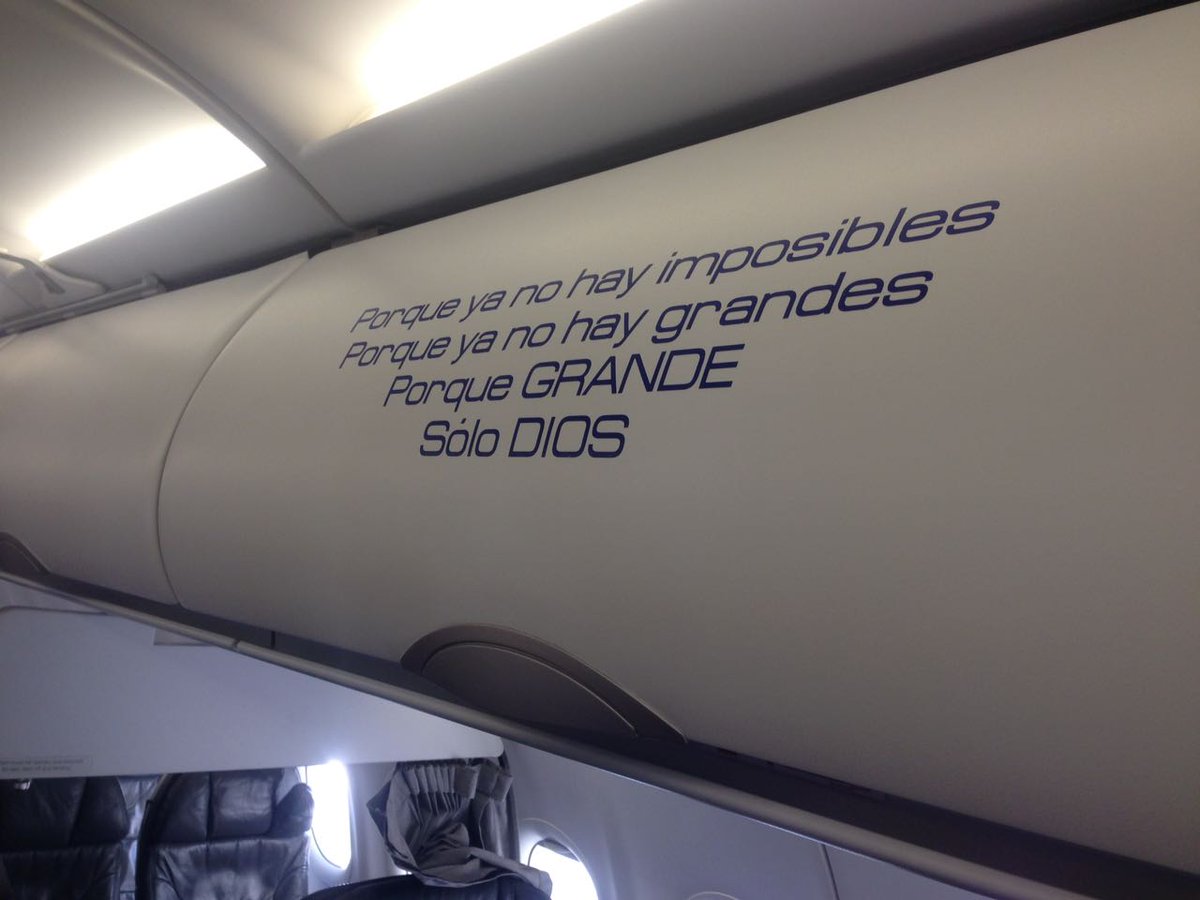 Porque ya no hay imposibles
Porque ya no hay grandes
Porque GRANDE
Sólo DIOS